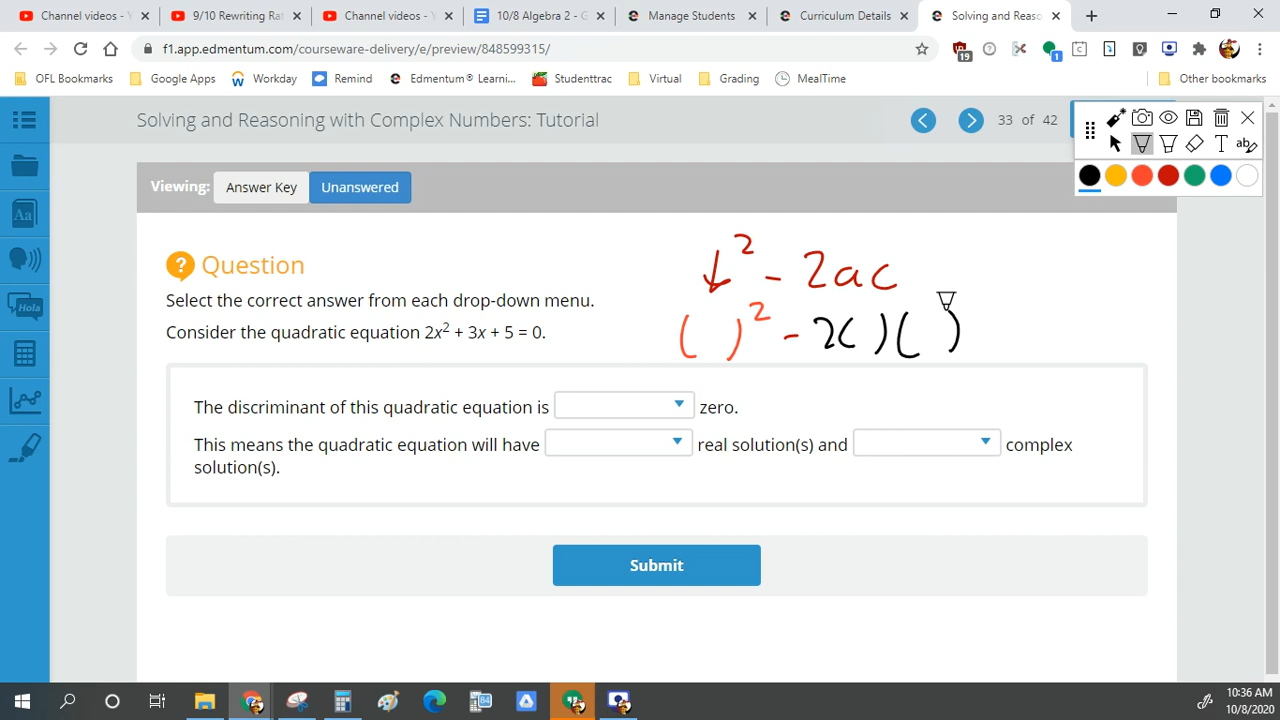 Channel videos - Y
9/10 Rewriting Rat
Channel videos - Y
10/8 Algebra 2 - G
Manage Students
Curriculum Details
Solving and Reaso
f1.app.edmentum.com/courseware-delivery/e/preview/848599315/
19
1
OFL Bookmarks
Google Apps
Workday
Remind
Edmentum® Learni...
Studenttrac
Virtual
Grading
MealTime
Other bookmarks
Solving and Reasoning with Complex Numbers: Tutorial
33 of 42
Viewing:
Answer Key
Unanswered
Aa
Hola
? Question
↓² - 2ac
Select the correct answer from each drop-down menu.
Consider the quadratic equation 2x² + 3x + 5 = 0.
( )² - 2( )( )
The discriminant of this quadratic equation is
zero.
This means the quadratic equation will have
real solution(s) and
complex
solution(s).
Submit
10:36 AM
10/8/2020